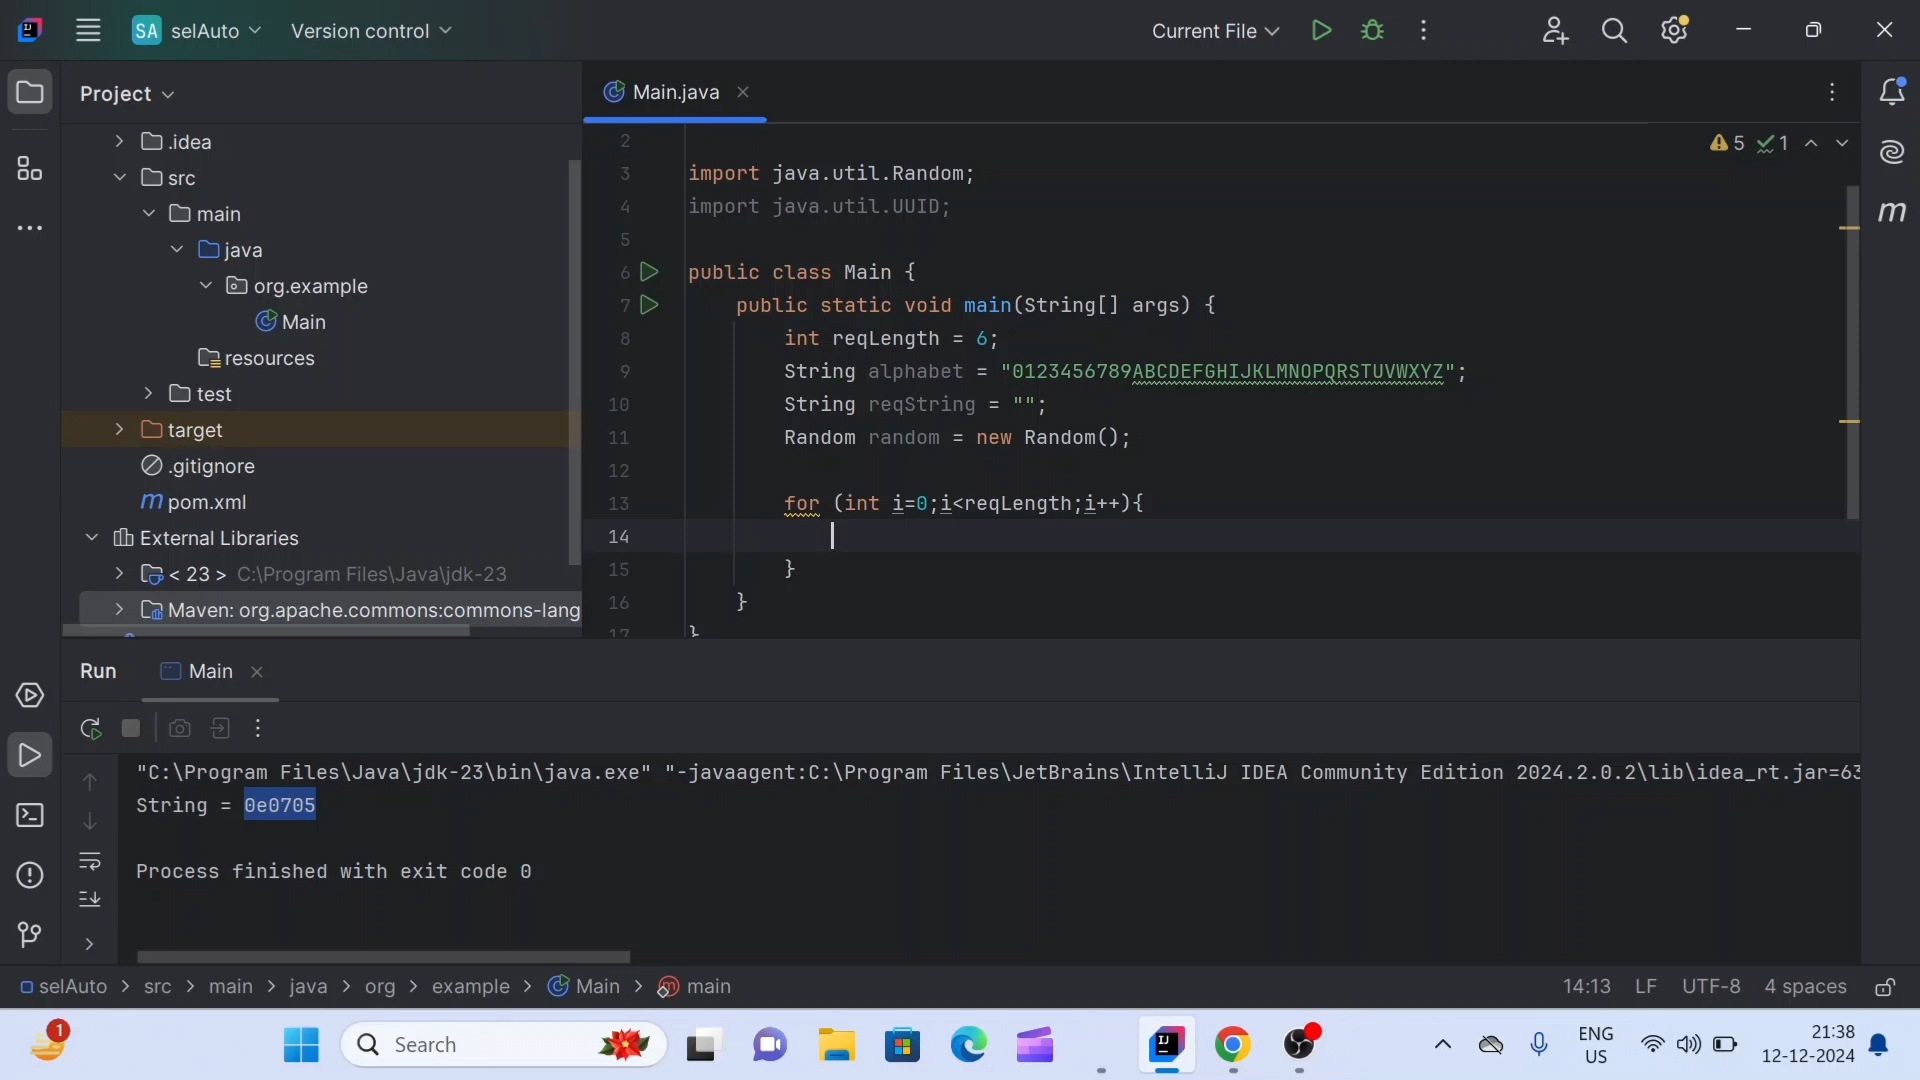 SA selAuto Version control Current File
Project
Main.java
.idea
src
main
java
org.example
Main
resources
test
target
.gitignore
m pom.xml
External Libraries
< 23 > C:\Program Files\Java\jdk-23
Maven: org.apache.commons:commons-lang
5 1
m
2
3 import java.util.Random;
4 import java.util.UUID;
5
6 public class Main {
7 public static void main(String[] args) {
8 int reqLength = 6;
9 String alphabet = "0123456789ABCDEFGHIJKLMNOPQRSTUVWXYZ";
10 String reqString = "";
11 Random random = new Random();
12
13 for (int i=0;i<reqLength;i++){
14
15 }
16 }
17 }
Run Main
"C:\Program Files\Java\jdk-23\bin\java.exe" "-javaagent:C:\Program Files\JetBrains\IntelliJ IDEA Community Edition 2024.2.0.2\lib\idea_rt.jar=63
String = 0e0705
Process finished with exit code 0
selAuto > src > main > java > org > example > Main > main 14:13 LF UTF-8 4 spaces
1 Search ENG 21:38
US 12-12-2024